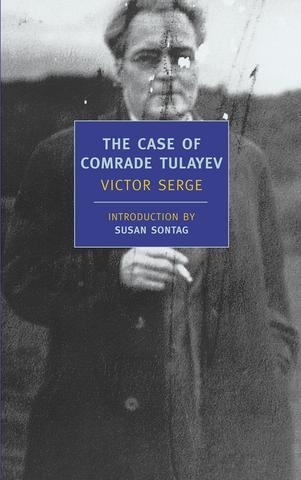 THE CASE OF
COMRADE TULAYEV
VICTOR SERGE
INTRODUCTION BY
SUSAN SONTAG